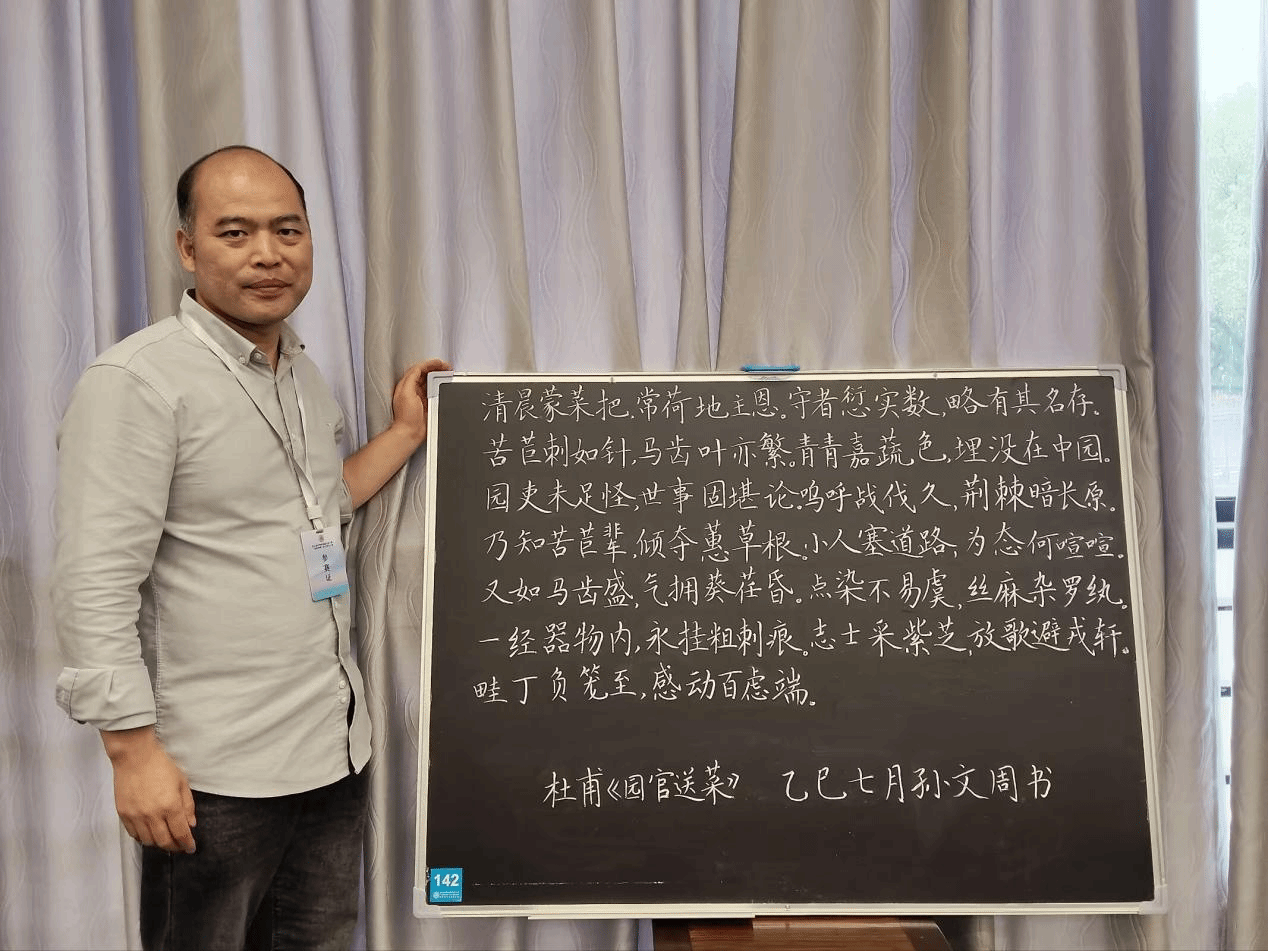 清晨蒙菜把,常荷地主恩。守者愆实数,略有其名存。
苦苣刺如针,马齿叶亦繁。青青嘉蔬色,埋没在中园。
园吏未足怪,世事固堪论。呜呼战伐久,荆棘暗长原。
乃知苦苣辈,倾夺蕙草根。小人塞道路,为态何喧喧。
又如马齿盛,气拥葵荏昏。点染不易虞,丝麻杂罗纨。
一经器物内,永挂粗刺痕。志士采紫芝,放歌避戎轩。
畦丁负笼至,感动百虑端。
杜甫《园官送菜》 乙巳七月孙文周书
参赛证
142